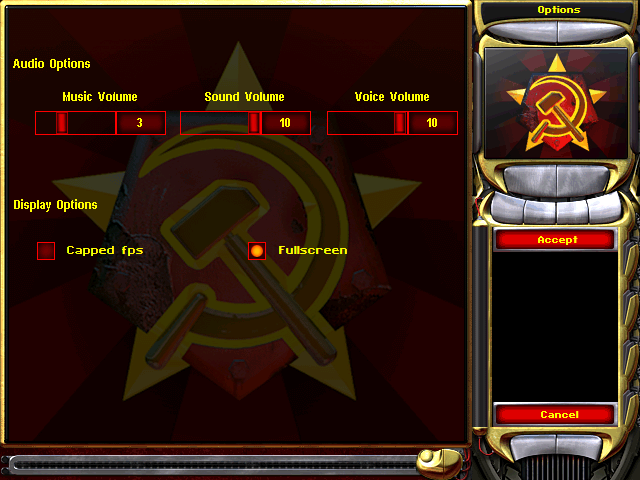 Options
Audio Options
Music Volume Sound Volume Voice Volume
3 10 10
Display Options
Capped fps Fullscreen
Accept
Cancel